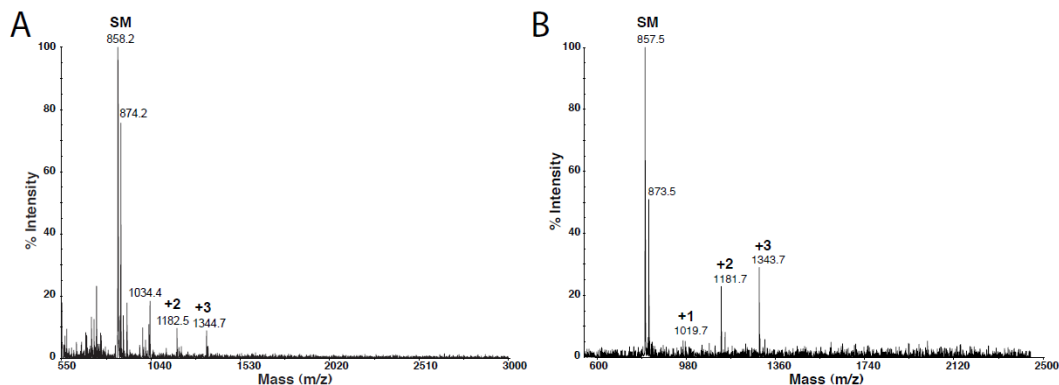 A
SM
858.2
874.2
1034.4
+2
1182.5
+3
1344.7
100
80
60
40
20
0
% Intensity
550 1040 1530 2020 2510 3000
Mass (m/z)
B
SM
857.5
873.5
+1
1019.7
+2
1181.7
+3
1343.7
100
80
60
40
20
0
% Intensity
600 980 1360 1740 2120 2500
Mass (m/z)